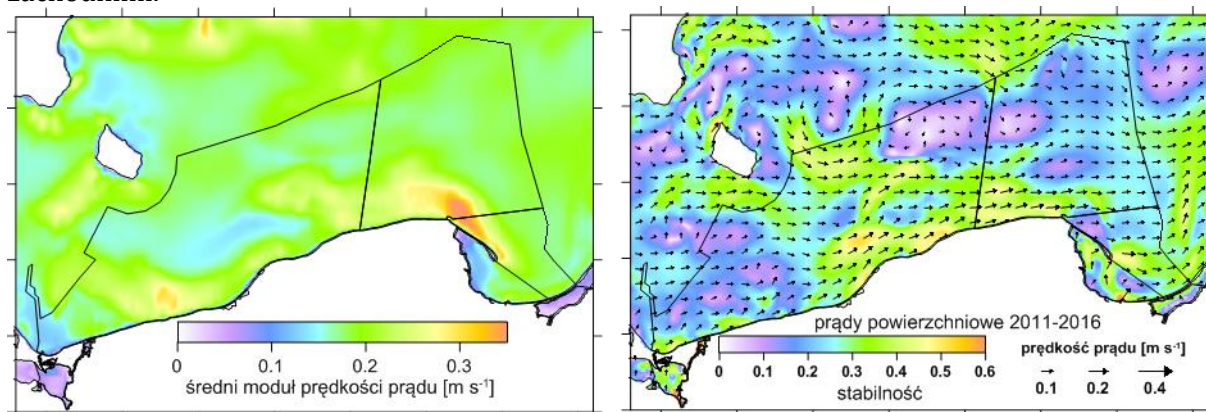 0
0.1
0.2
0.3
średni moduł prędkości prądu [m s⁻¹]
prądy powierzchniowe 2011-2016
0 0.1 0.2 0.3 0.4 0.5 0.6
stabilność
prędkość prądu [m s⁻¹]
0.1 0.2 0.4